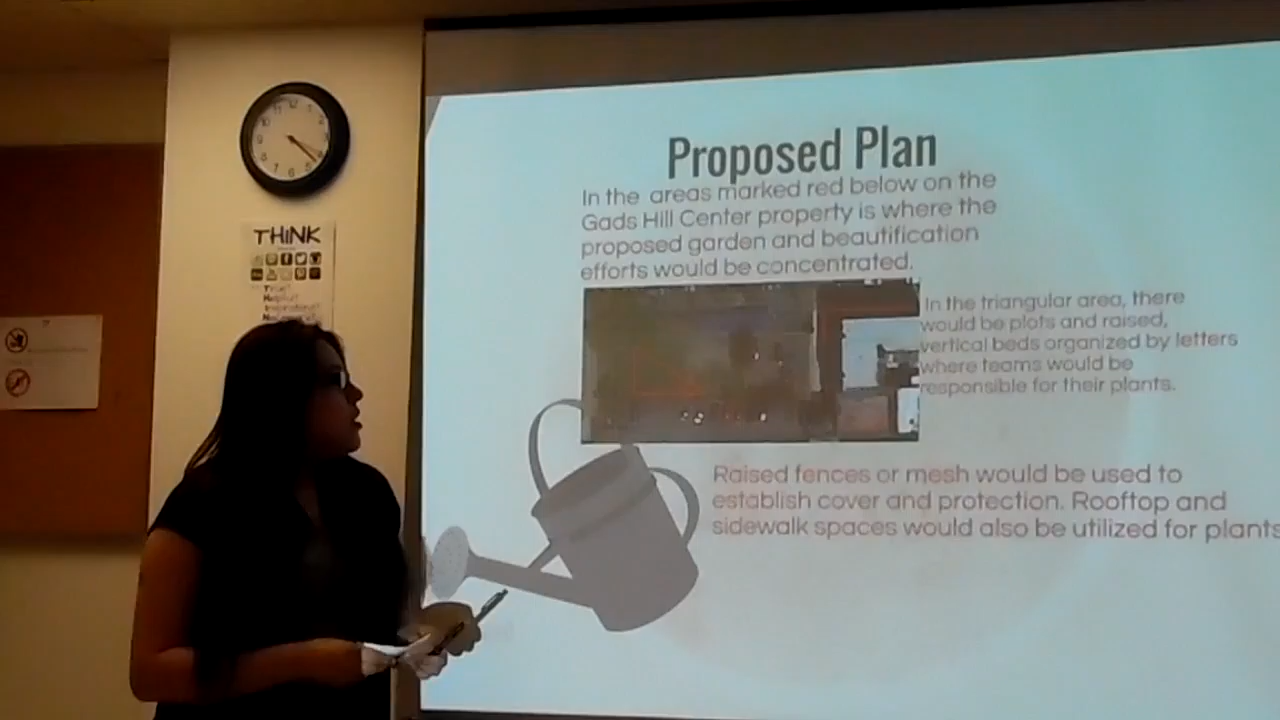 THINK
True?
Helpful?
Proposed Plan
In the areas marked red below on the
Gads Hill Center property is where the
proposed garden and beautification
efforts would be concentrated.
In the triangular area, there
would be plots and raised,
vertical beds organized by letters
where teams would be
responsible for their plants.
Raised fences or mesh would be used to
establish cover and protection. Rooftop and
sidewalk spaces would also be utilized for plants